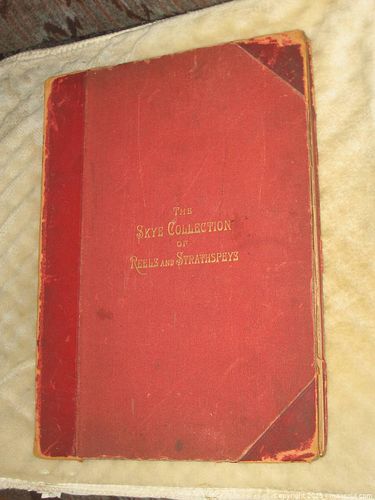 THE
SKYE COLLECTION
OF
REELS AND STRATHSPEYS